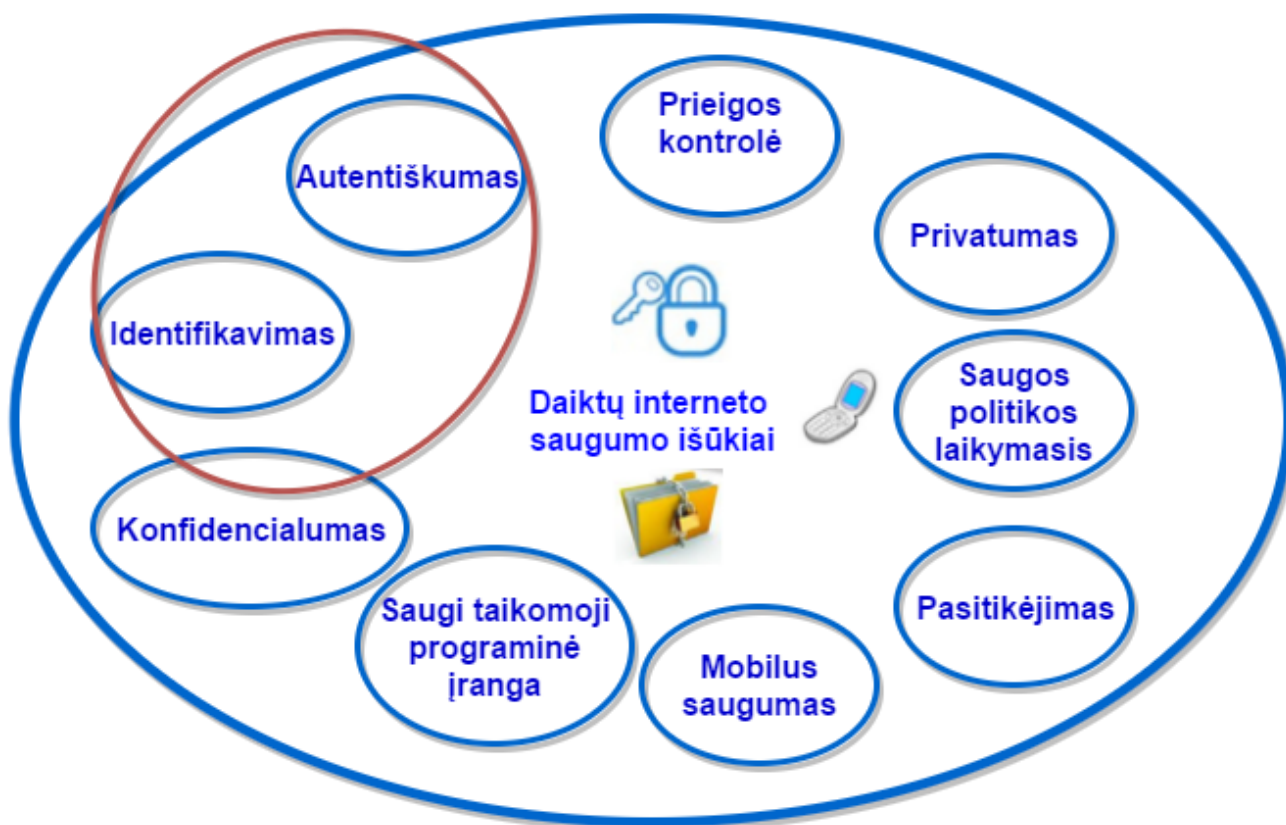 Prieigos
kontrolė
Autentiškumas
Privatumas
Identifikavimas
Saugos
politikos
laikymasis
Daiktų interneto
saugumo išūkiai
Konfidencialumas
Saugi taikomoji
programinė
įranga
Mobilus
saugumas
Pasitikėjimas